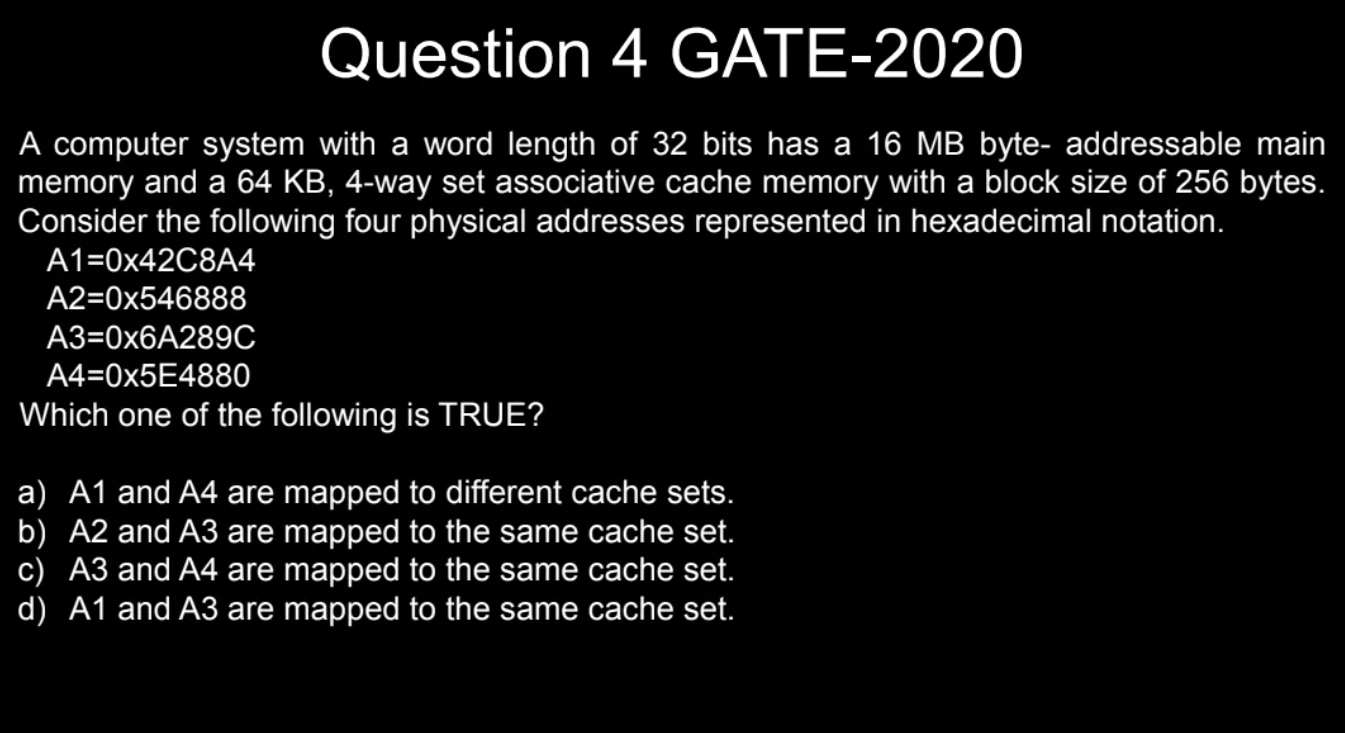 Question 4 GATE-2020
A computer system with a word length of 32 bits has a 16 MB byte- addressable main
memory and a 64 KB, 4-way set associative cache memory with a block size of 256 bytes.
Consider the following four physical addresses represented in hexadecimal notation.
A1=0x42C8A4
A2=0x546888
A3=0x6A289C
A4=0x5E4880
Which one of the following is TRUE?
a) A1 and A4 are mapped to different cache sets.
b) A2 and A3 are mapped to the same cache set.
c) A3 and A4 are mapped to the same cache set.
d) A1 and A3 are mapped to the same cache set.